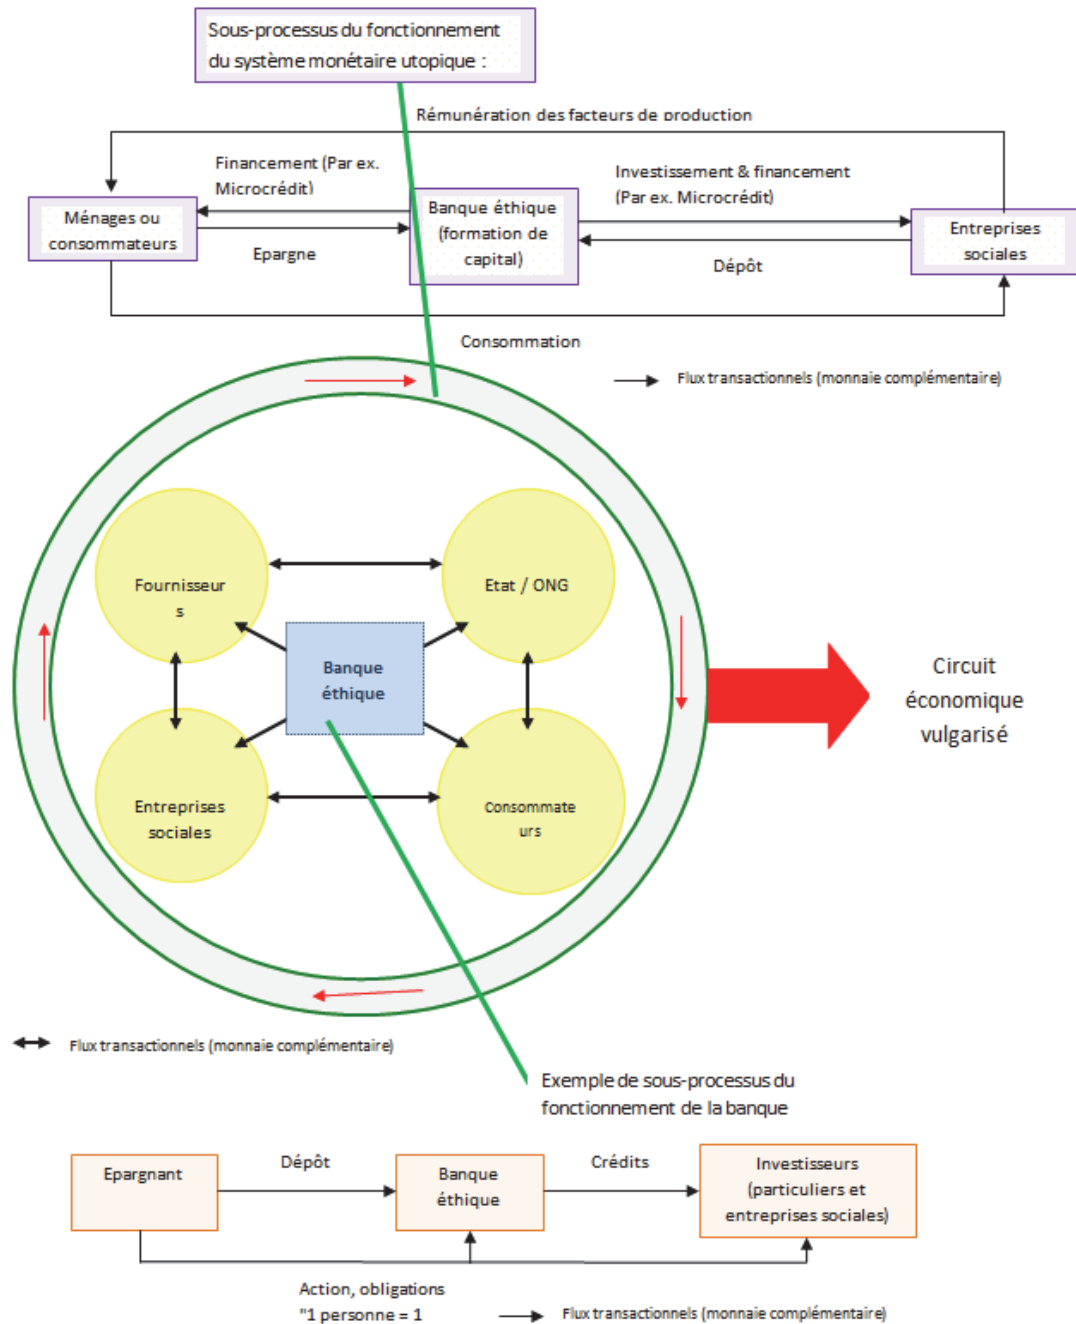 Sous-processus du fonctionnement
du système monétaire utopique :
Rémunération des facteurs de production
Financement (Par ex.
Microcrédit)
Investissement & financement
(Par ex. Microcrédit)
Ménages ou
consommateurs
Banque éthique
(formation de
capital)
Entreprises
sociales
Epargne
Dépôt
Consommation
Flux transactionnels (monnaie complémentaire)
Fournisseur
s
Etat / ONG
Banque
éthique
Entreprises
sociales
Consommate
urs
Circuit
économique
vulgarisé
Flux transactionnels (monnaie complémentaire)
Exemple de sous-processus du
fonctionnement de la banque
Epargnant
Dépôt
Banque
éthique
Crédits
Investisseurs
(particuliers et
entreprises sociales)
Action, obligations
"1 personne = 1
Flux transactionnels (monnaie complémentaire)